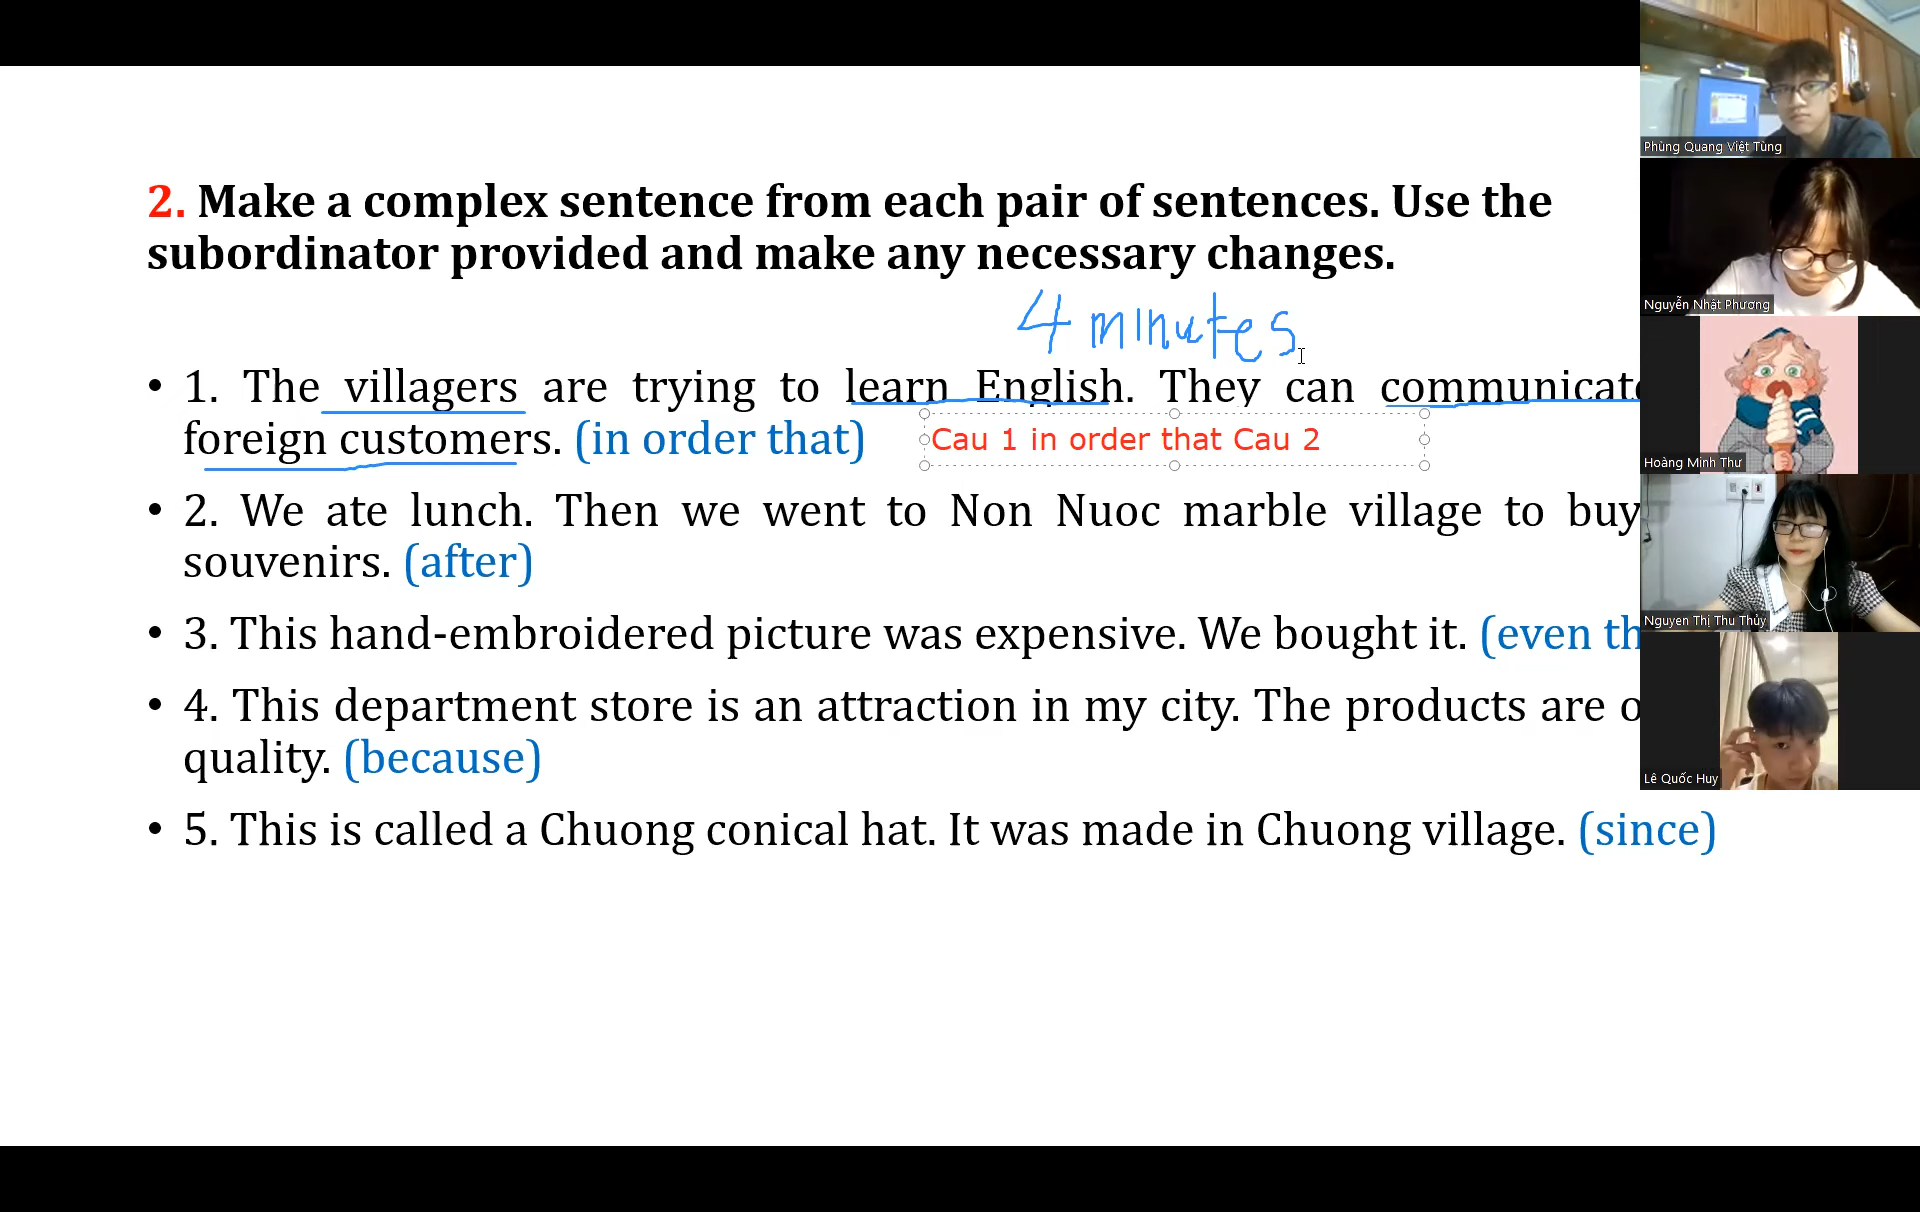 2. Make a complex sentence from each pair of sentences. Use the
subordinator provided and make any necessary changes.
4 minutes
• 1. The villagers are trying to learn English. They can communicate
foreign customers. (in order that)
Cau 1 in order that Cau 2
• 2. We ate lunch. Then we went to Non Nuoc marble village to buy
souvenirs. (after)
• 3. This hand-embroidered picture was expensive. We bought it. (even
• 4. This department store is an attraction in my city. The products are
quality. (because)
• 5. This is called a Chuong conical hat. It was made in Chuong village. (since)
Phùng Quang Việt Tùng
Nguyễn Nhật Phương
Hoàng Minh Thư
Nguyen Thị Thu Thủy
Lê Quốc Huy